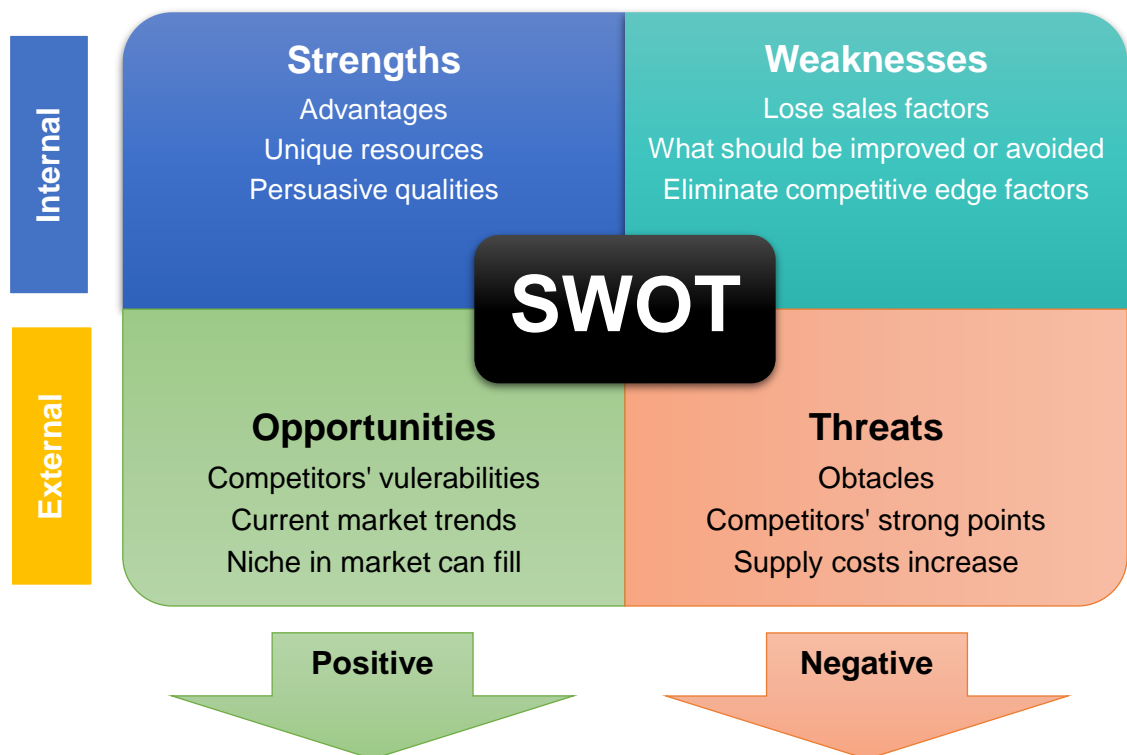 Internal
Strengths
Advantages
Unique resources
Persuasive qualities
Weaknesses
Lose sales factors
What should be improved or avoided
Eliminate competitive edge factors
SWOT
External
Opportunities
Competitors' vulerabilities
Current market trends
Niche in market can fill
Threats
Obtacles
Competitors' strong points
Supply costs increase
Positive
Negative